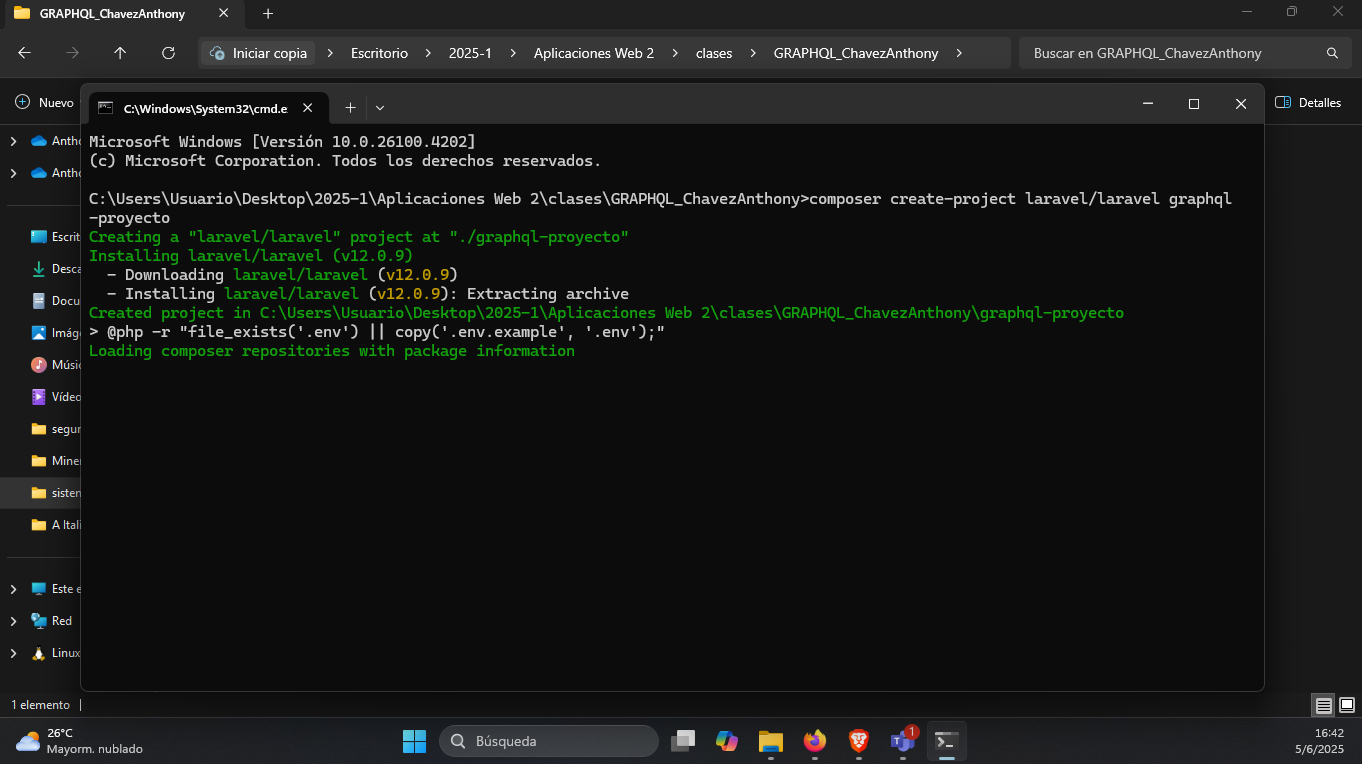 GRAPHQL_ChavezAnthony
Iniciar copia
Escritorio
2025-1
Aplicaciones Web 2
clases
GRAPHQL_ChavezAnthony
Buscar en GRAPHQL_ChavezAnthony
Nuevo
C:\Windows\System32\cmd.e
Detalles
Antho
Antho
Escrit
Desca
Docu
Imág
Músic
Vídeo
segur
Miner
sistem
A Itali
Este e
Red
Linux
Microsoft Windows [Versión 10.0.26100.4202]
(c) Microsoft Corporation. Todos los derechos reservados.
C:\Users\Usuario\Desktop\2025-1\Aplicaciones Web 2\clases\GRAPHQL_ChavezAnthony>composer create-project laravel/laravel graphql
-proyecto
Creating a "laravel/laravel" project at "./graphql-proyecto"
Installing laravel/laravel (v12.0.9)
- Downloading laravel/laravel (v12.0.9)
- Installing laravel/laravel (v12.0.9): Extracting archive
Created project in C:\Users\Usuario\Desktop\2025-1\Aplicaciones Web 2\clases\GRAPHQL_ChavezAnthony\graphql-proyecto
> @php -r "file_exists('.env') || copy('.env.example', '.env');"
Loading composer repositories with package information
1 elemento
26°C
Mayorm. nublado
Búsqueda
1
16:42
5/6/2025